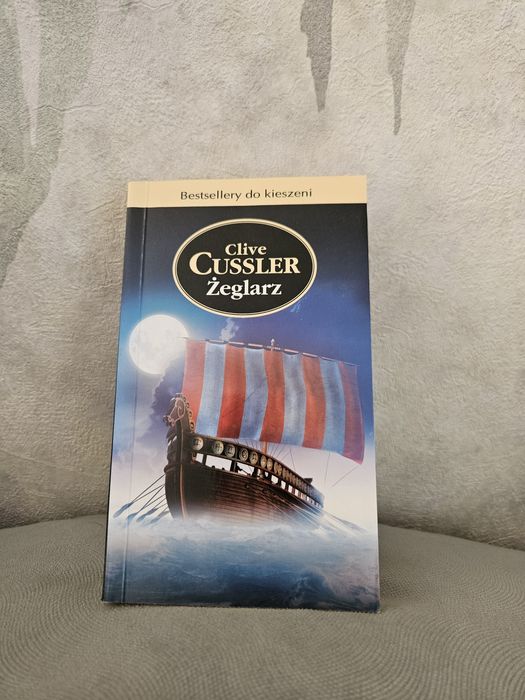 Bestsellery do kieszeni
Clive
CUSSLER
Żeglarz